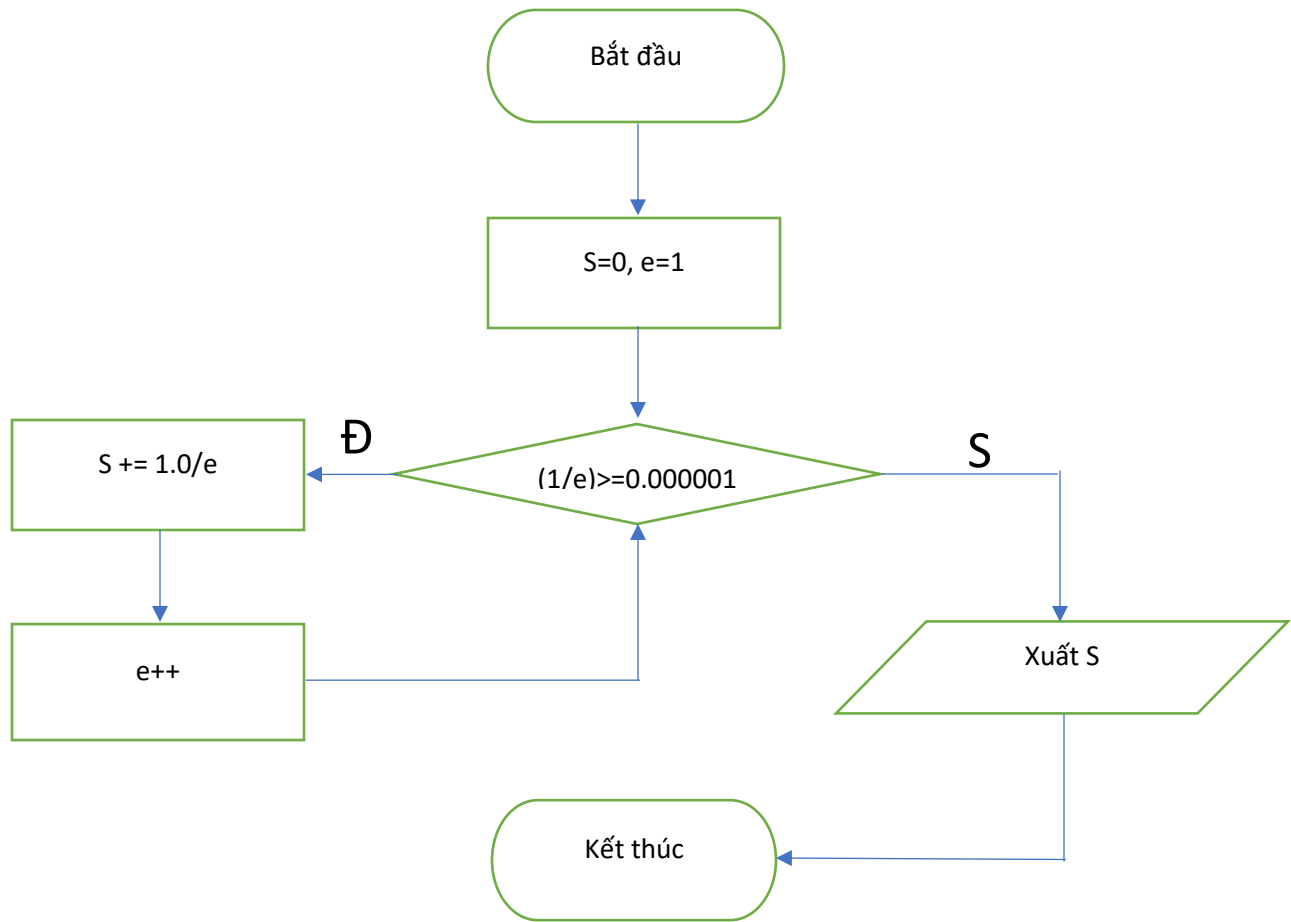 Bắt đầu
S=0, e=1
(1/e)>=0.000001
Đ
S
S += 1.0/e
e++
Xuất S
Kết thúc